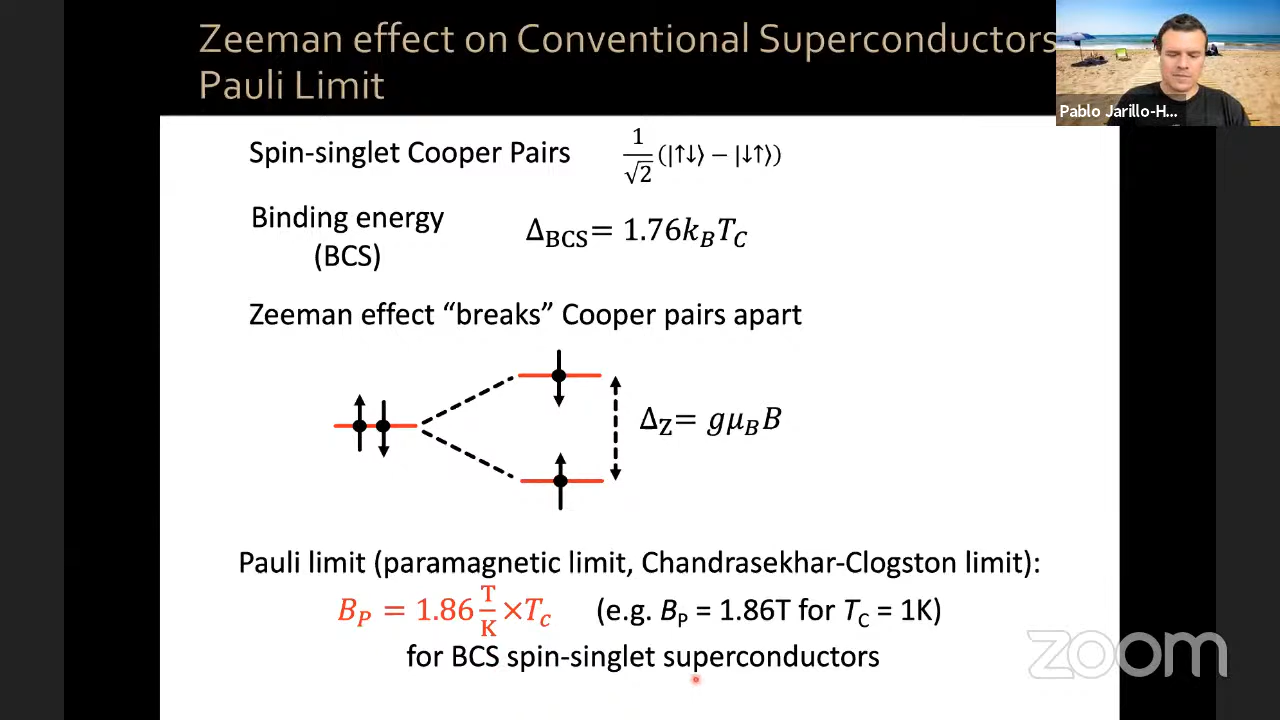 Zeeman effect on Conventional Superconductors
Pauli Limit
Pablo Jarillo-H...
Spin-singlet Cooper Pairs 1/√2 (|↑↓⟩ − |↓↑⟩)
Binding energy
(BCS)
Δ_BCS = 1.76k_BT_C
Zeeman effect “breaks” Cooper pairs apart
Δ_Z = gμ_BB
Pauli limit (paramagnetic limit, Chandrasekhar-Clogston limit):
B_P = 1.86 T/K ×T_c (e.g. B_P = 1.86T for T_C = 1K)
for BCS spin-singlet superconductors
zoom